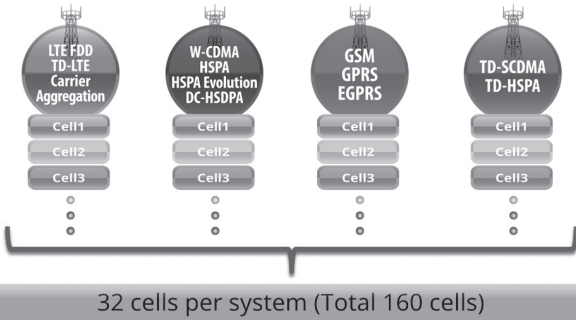 LTE FDD
TD-LTE
Carrier
Aggregation
Cell1
Cell2
Cell3
W-CDMA
HSPA
HSPA Evolution
DC-HSDPA
Cell1
Cell2
Cell3
GSM
GPRS
EGPRS
Cell1
Cell2
Cell3
TD-SCDMA
TD-HSPA
Cell1
Cell2
Cell3
32 cells per system (Total 160 cells)